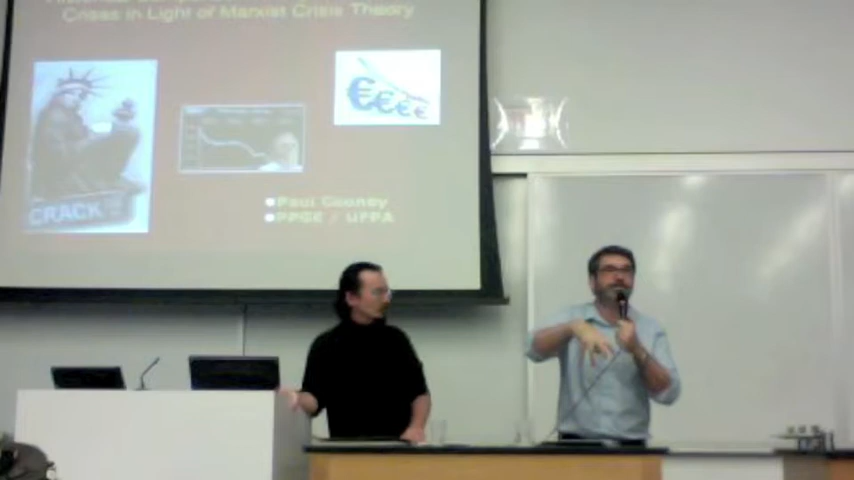 Crises in Light of Marxist Crisis Theory
€€€€
CRACK
Paul Cooney
PPGE / UFPA